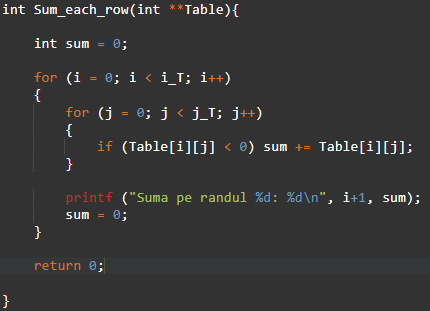 int Sum_each_row(int **Table){
int sum = 0;
for (i = 0; i < i_T; i++)
{
for (j = 0; j < j_T; j++)
{
if (Table[i][j] < 0) sum += Table[i][j];
}
printf ("Suma pe randul %d: %d\n", i+1, sum);
sum = 0;
}
return 0;
}